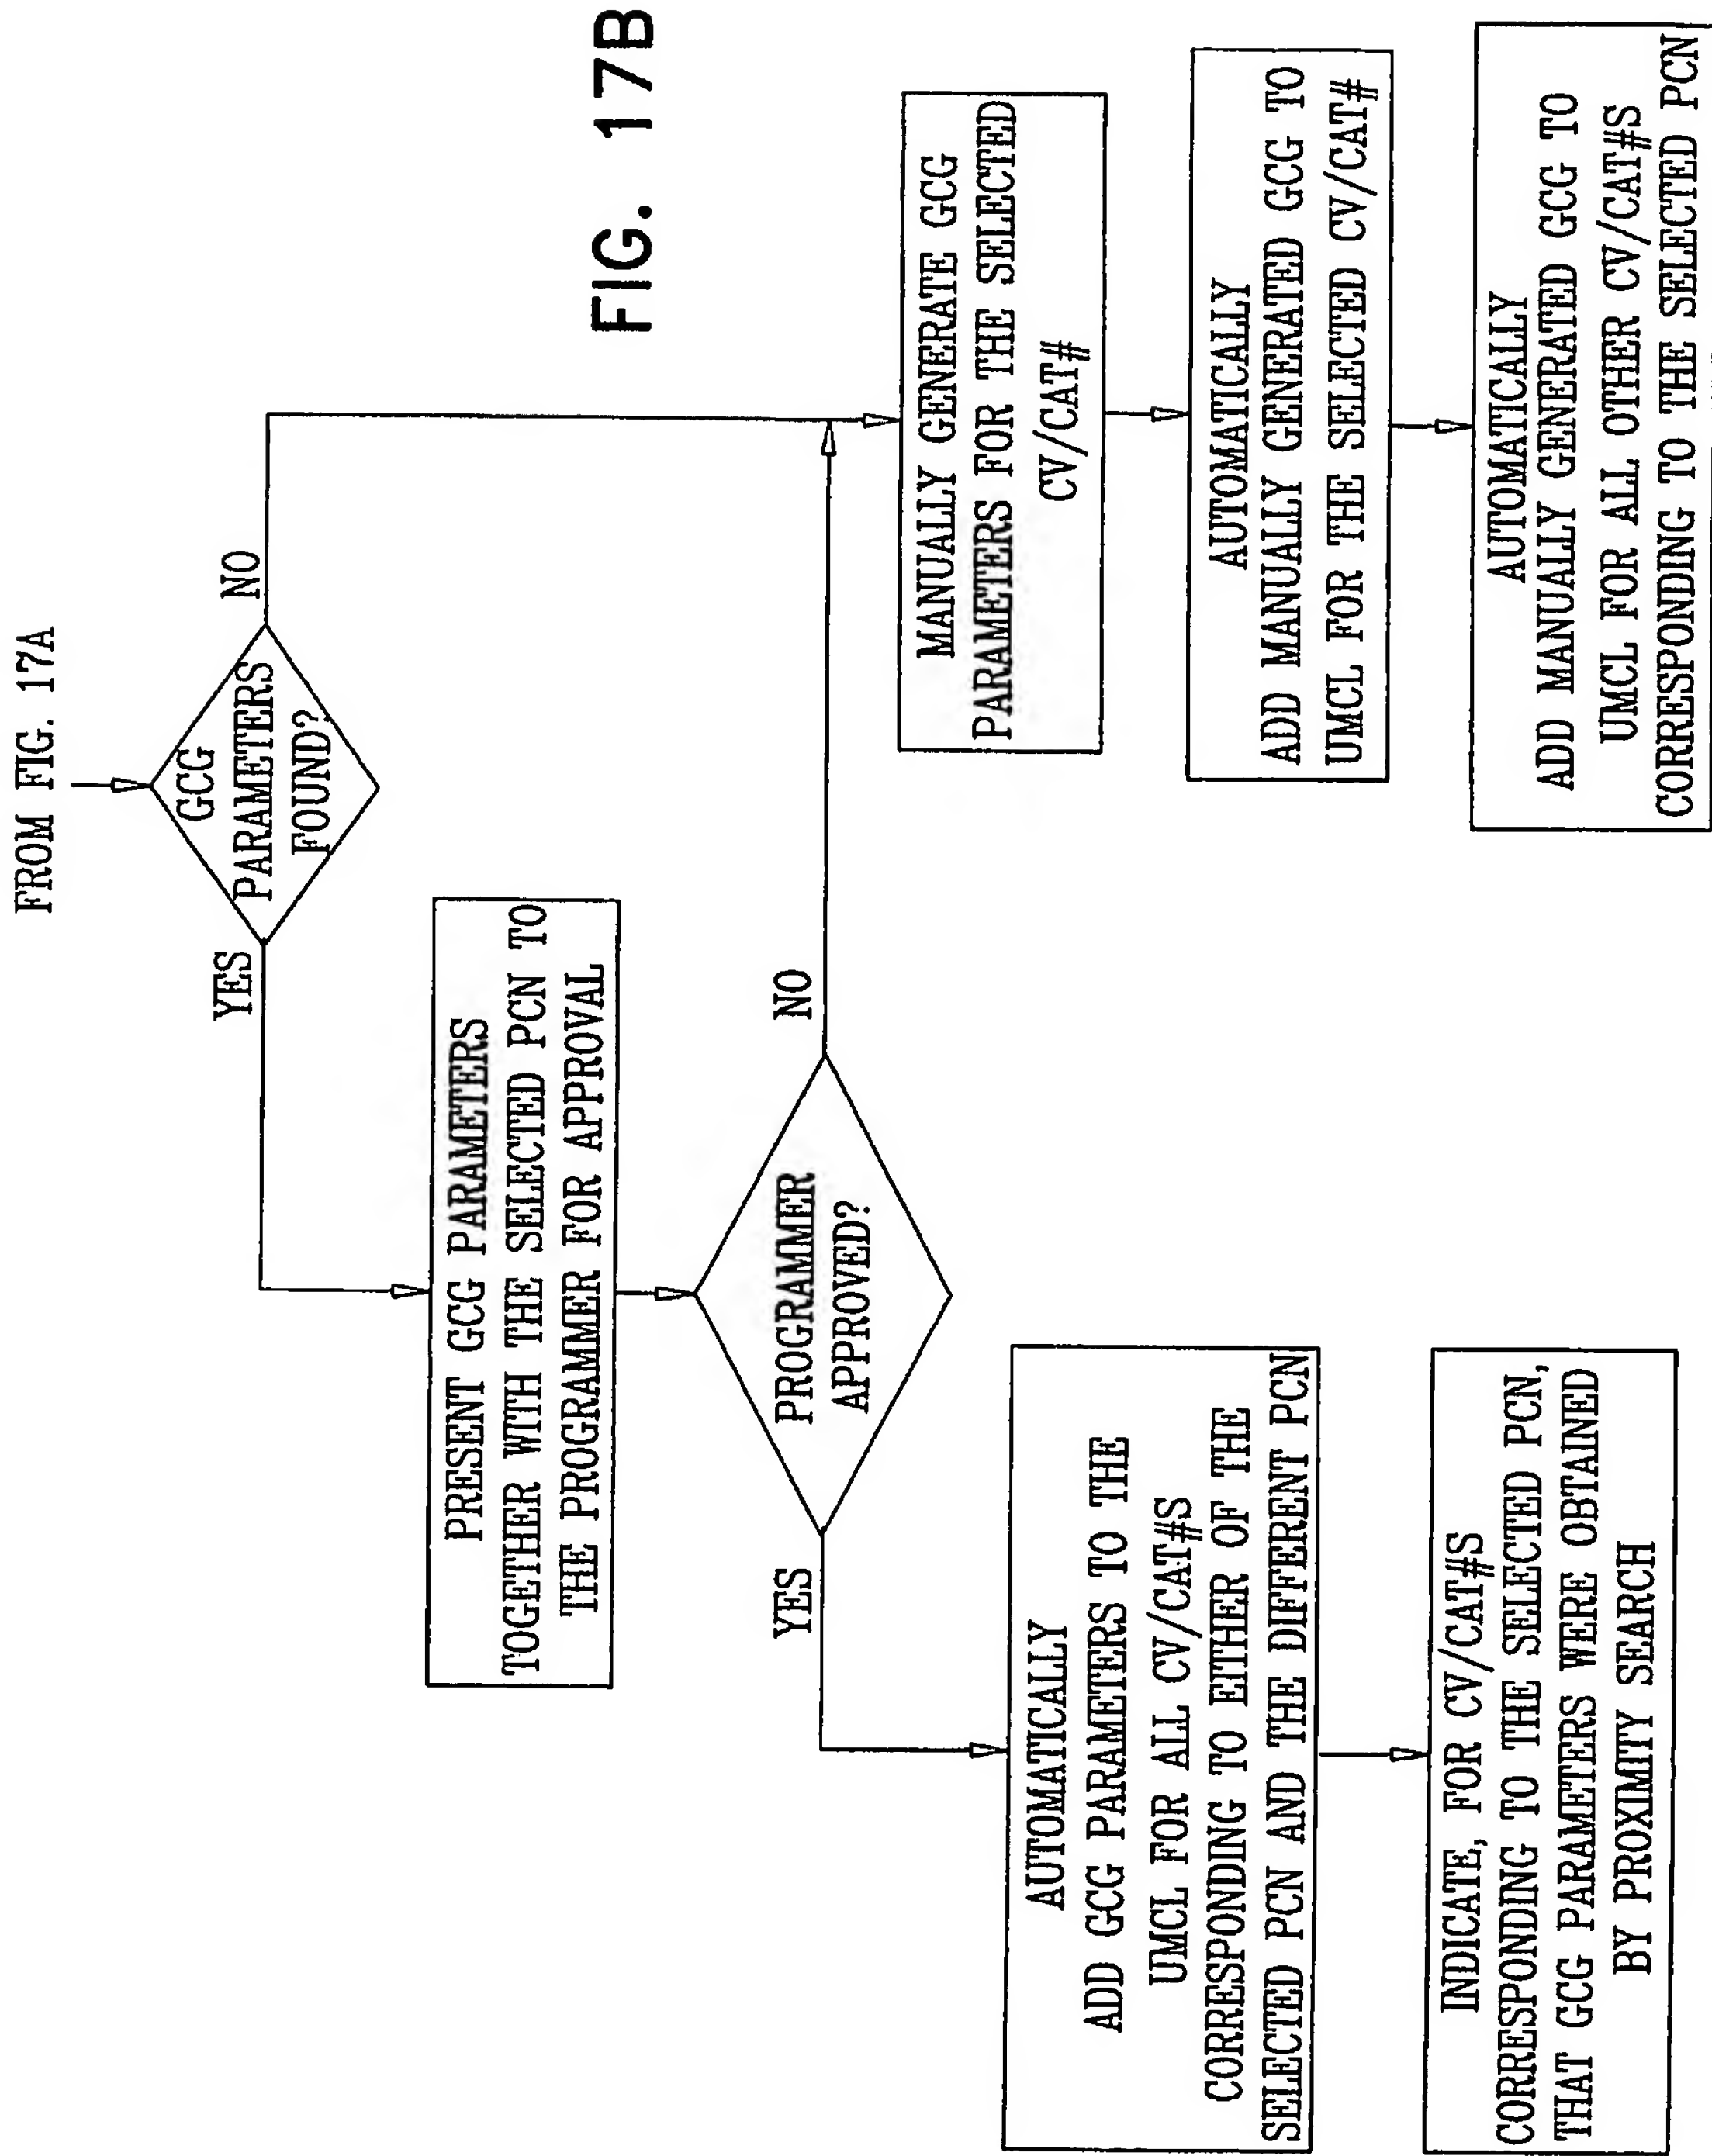 FROM FIG. 17A
GCG
PARAMETERS
FOUND?
YES
NO
PRESENT GCG PARAMETERS
TOGETHER WITH THE SELECTED PCN TO
THE PROGRAMMER FOR APPROVAL
PROGRAMMER
APPROVED?
YES
NO
AUTOMATICALLY
ADD GCG PARAMETERS TO THE
UMCL FOR ALL CV/CAT#S
CORRESPONDING TO EITHER OF THE
SELECTED PCN AND THE DIFFERENT PCN
INDICATE, FOR CV/CAT#S
CORRESPONDING TO THE SELECTED PCN,
THAT GCG PARAMETERS WERE OBTAINED
BY PROXIMITY SEARCH
MANUALLY GENERATE GCG
PARAMETERS FOR THE SELECTED
CV/CAT#
AUTOMATICALLY
ADD MANUALLY GENERATED GCG TO
UMCL FOR THE SELECTED CV/CAT#
AUTOMATICALLY
ADD MANUALLY GENERATED GCG TO
UMCL FOR ALL OTHER CV/CAT#S
CORRESPONDING TO THE SELECTED PCN
FIG. 17B